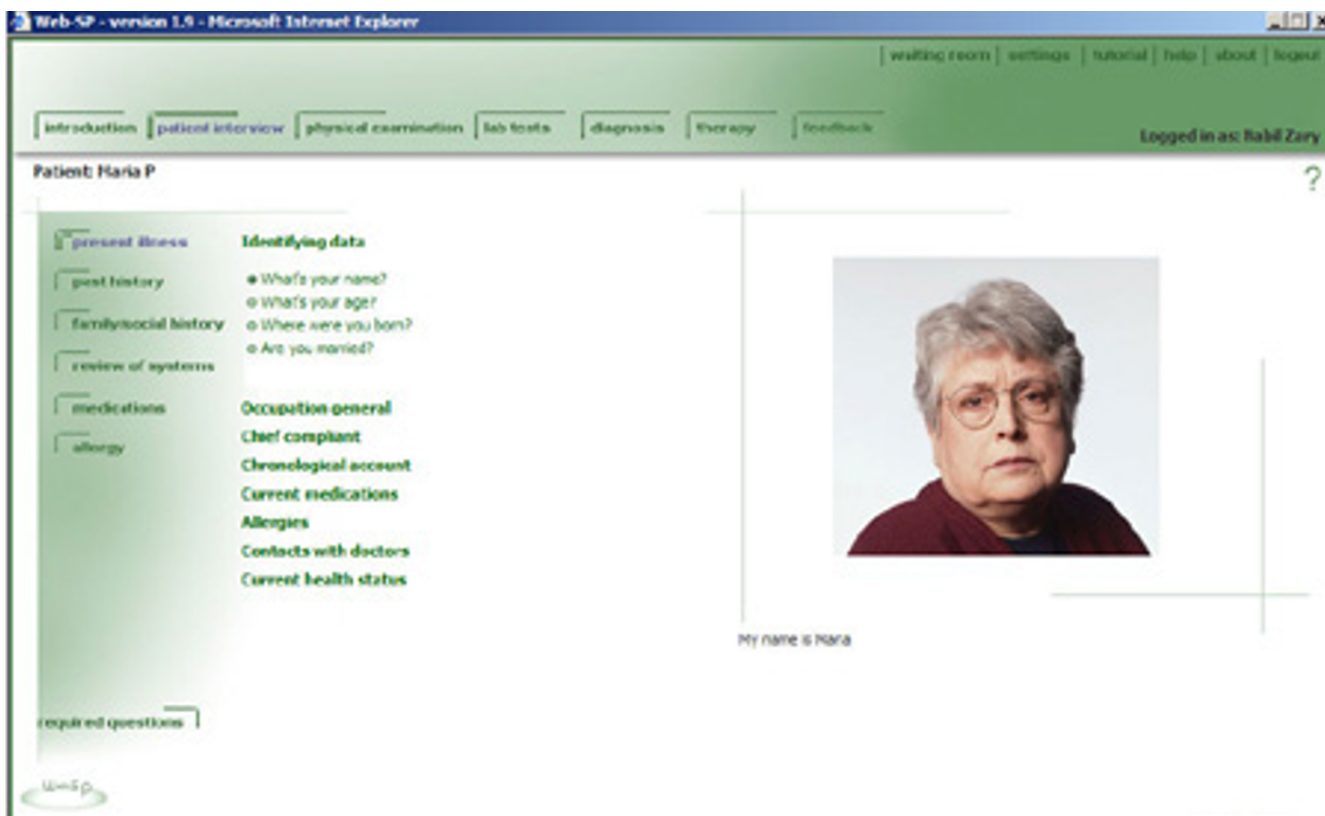 Web-SP - version 1.9 - Microsoft Internet Explorer
waiting room | settings | tutorial | help | about | logout
introduction patient interview physical examination lab tests diagnosis therapy feedback
Logged in as: Nabil Zary
Patient: Maria P
?
present illness
past history
family/social history
review of systems
medications
allergy
required questions
Identifying data
What's your name?
What's your age?
Where were you born?
Are you married?
Occupation general
Chief compliant
Chronological account
Current medications
Allergies
Contacts with doctors
Current health status
My name is Maria